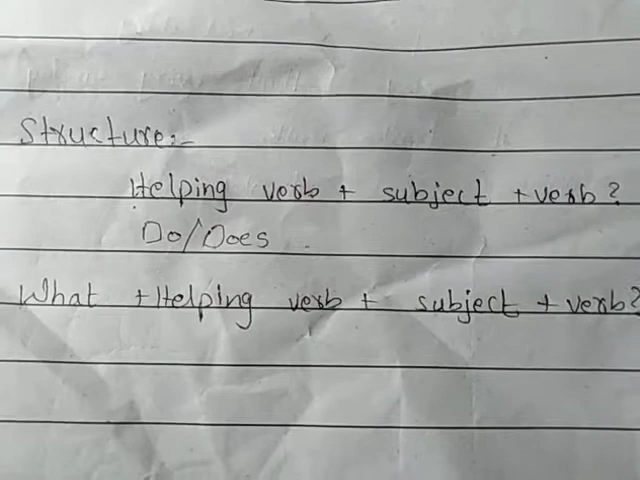 Structure:-
Helping verb + subject + verb?
Do/Does
What + Helping verb + subject + verb?